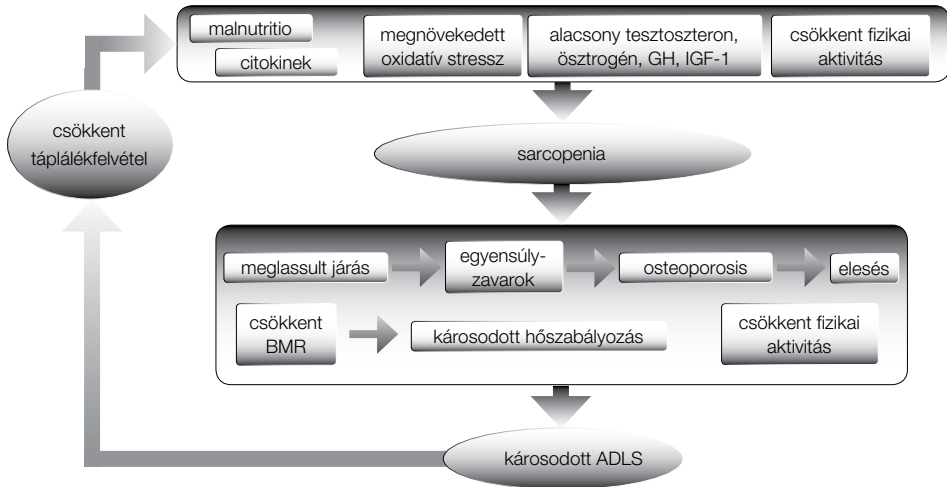 malnutritio
citokinek
megnövekedett
oxidatív stressz
alacsony tesztoszteron,
ösztrogén, GH, IGF-1
csökkent fizikai
aktivitás
csökkent
táplálékfelvétel
sarcopenia
meglassult járás
egyensúly-
zavarok
osteoporosis
elesés
csökkent
BMR
károsodott hőszabályozás
csökkent fizikai
aktivitás
károsodott ADLS